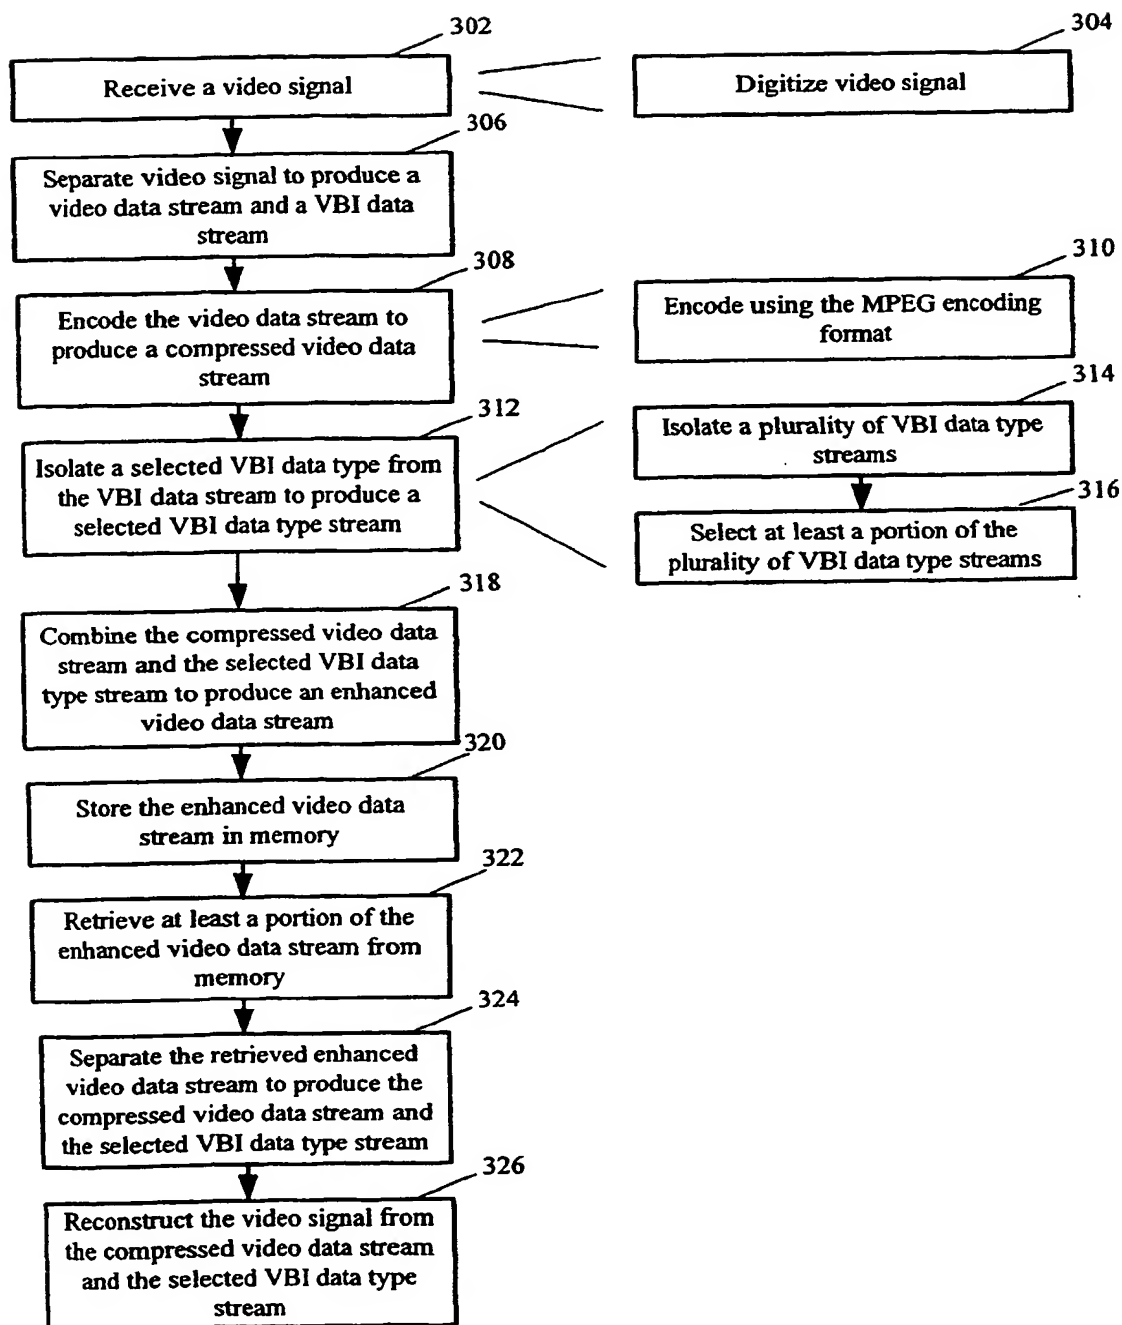 302
Receive a video signal
304
Digitize video signal
306
Separate video signal to produce a
video data stream and a VBI data
stream
308
Encode the video data stream to
produce a compressed video data
stream
310
Encode using the MPEG encoding
format
312
Isolate a selected VBI data type from
the VBI data stream to produce a
selected VBI data type stream
314
Isolate a plurality of VBI data type
streams
316
Select at least a portion of the
plurality of VBI data type streams
318
Combine the compressed video data
stream and the selected VBI data
type stream to produce an enhanced
video data stream
320
Store the enhanced video data
stream in memory
322
Retrieve at least a portion of the
enhanced video data stream from
memory
324
Separate the retrieved enhanced
video data stream to produce the
compressed video data stream and
the selected VBI data type stream
326
Reconstruct the video signal from
the compressed video data stream
and the selected VBI data type
stream